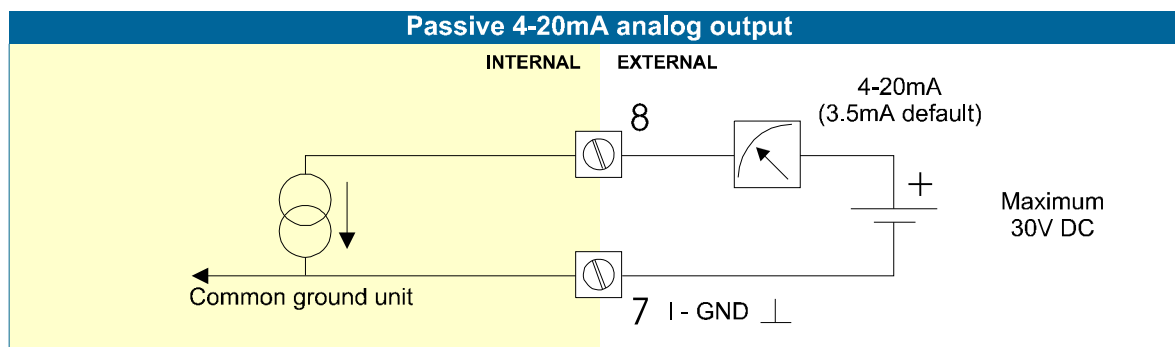 Passive 4-20mA analog output
INTERNAL EXTERNAL
4-20mA
(3.5mA default)
8
+
Maximum
30V DC
Common ground unit
7 I - GND ⊥